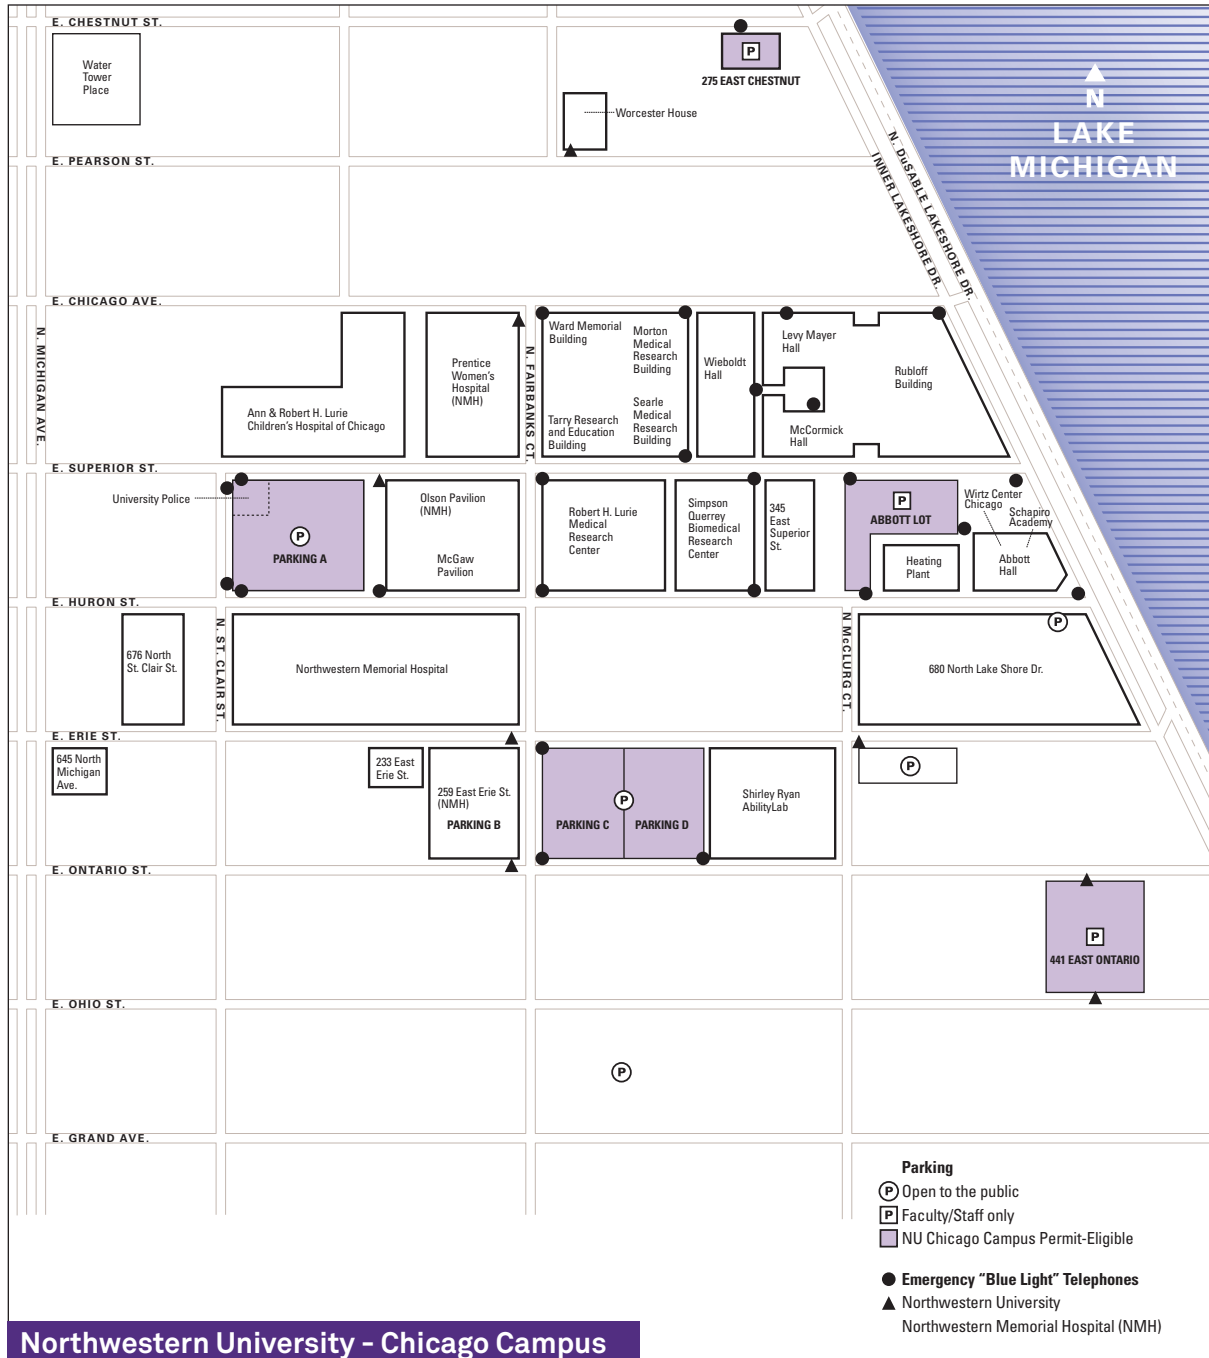 E. CHESTNUT ST.
Water
Tower
Place
P
275 EAST CHESTNUT
Worcester House
N
LAKE
MICHIGAN
N. DuSABLE LAKESHORE DR.
INNER LAKESHORE DR.
E. PEARSON ST.
E. CHICAGO AVE.
N. MICHIGAN AVE.
Ann & Robert H. Lurie
Children's Hospital of Chicago
Prentice
Women's
Hospital
(NMH)
N. FAIRBANKS CT.
Ward Memorial
Building
Morton
Medical
Research
Building
Tarry Research
and Education
Building
Searle
Medical
Research
Building
Wieboldt
Hall
Levy Mayer
Hall
McCormick
Hall
Rubloff
Building
E. SUPERIOR ST.
University Police
P
PARKING A
Olson Pavilion
(NMH)
McGaw
Pavilion
Robert H. Lurie
Medical
Research
Center
Simpson
Querrey
Biomedical
Research
Center
345
East
Superior
St.
P
ABBOTT LOT
Heating
Plant
Wirtz Center
Chicago
Schapiro
Academy
Abbott
Hall
E. HURON ST.
676 North
St. Clair St.
N. ST. CLAIR ST.
Northwestern Memorial Hospital
N McCLURG CT.
P
680 North Lake Shore Dr.
E. ERIE ST.
645 North
Michigan
Ave.
233 East
Erie St.
259 East Erie St.
(NMH)
PARKING B
P
PARKING C
PARKING D
Shirley Ryan
AbilityLab
P
E. ONTARIO ST.
P
441 EAST ONTARIO
E. OHIO ST.
P
E. GRAND AVE.
Parking
P Open to the public
P Faculty/Staff only
NU Chicago Campus Permit-Eligible
Emergency "Blue Light" Telephones
Northwestern University
Northwestern Memorial Hospital (NMH)
Northwestern University - Chicago Campus